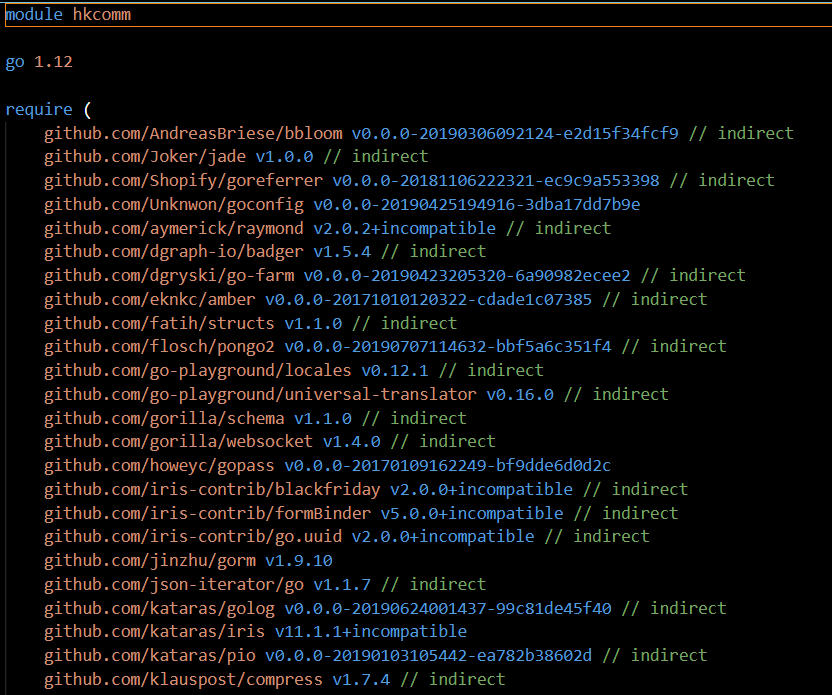 module hkcomm
go 1.12
require (
github.com/AndreasBriese/bbloom v0.0.0-20190306092124-e2d15f34fcf9 // indirect
github.com/Joker/jade v1.0.0 // indirect
github.com/Shopify/goreferrer v0.0.0-20181106222321-ec9c9a553398 // indirect
github.com/Unknwon/goconfig v0.0.0-20190425194916-3dba17dd7b9e
github.com/aymerick/raymond v2.0.2+incompatible // indirect
github.com/dgraph-io/badger v1.5.4 // indirect
github.com/dgryski/go-farm v0.0.0-20190423205320-6a90982ecee2 // indirect
github.com/eknkc/amber v0.0.0-20171010120322-cdade1c07385 // indirect
github.com/fatih/structs v1.1.0 // indirect
github.com/flosch/pongo2 v0.0.0-20190707114632-bbf5a6c351f4 // indirect
github.com/go-playground/locales v0.12.1 // indirect
github.com/go-playground/universal-translator v0.16.0 // indirect
github.com/gorilla/schema v1.1.0 // indirect
github.com/gorilla/websocket v1.4.0 // indirect
github.com/howeyc/gopass v0.0.0-20170109162249-bf9dde6d0d2c
github.com/iris-contrib/blackfriday v2.0.0+incompatible // indirect
github.com/iris-contrib/formBinder v5.0.0+incompatible // indirect
github.com/iris-contrib/go.uuid v2.0.0+incompatible // indirect
github.com/jinzhu/gorm v1.9.10
github.com/json-iterator/go v1.1.7 // indirect
github.com/kataras/golog v0.0.0-20190624001437-99c81de45f40 // indirect
github.com/kataras/iris v11.1.1+incompatible
github.com/kataras/pio v0.0.0-20190103105442-ea782b38602d // indirect
github.com/klauspost/compress v1.7.4 // indirect